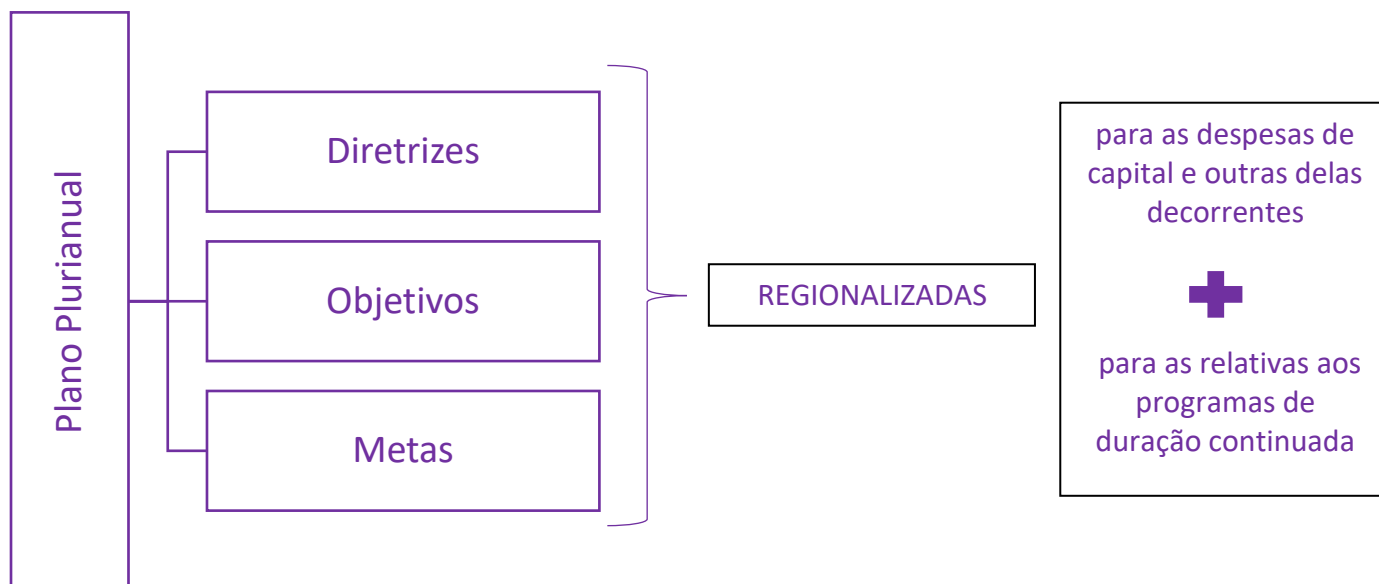 Plano Plurianual
Diretrizes
Objetivos
Metas
REGIONALIZADAS
para as despesas de
capital e outras delas
decorrentes
para as relativas aos
programas de
duração continuada